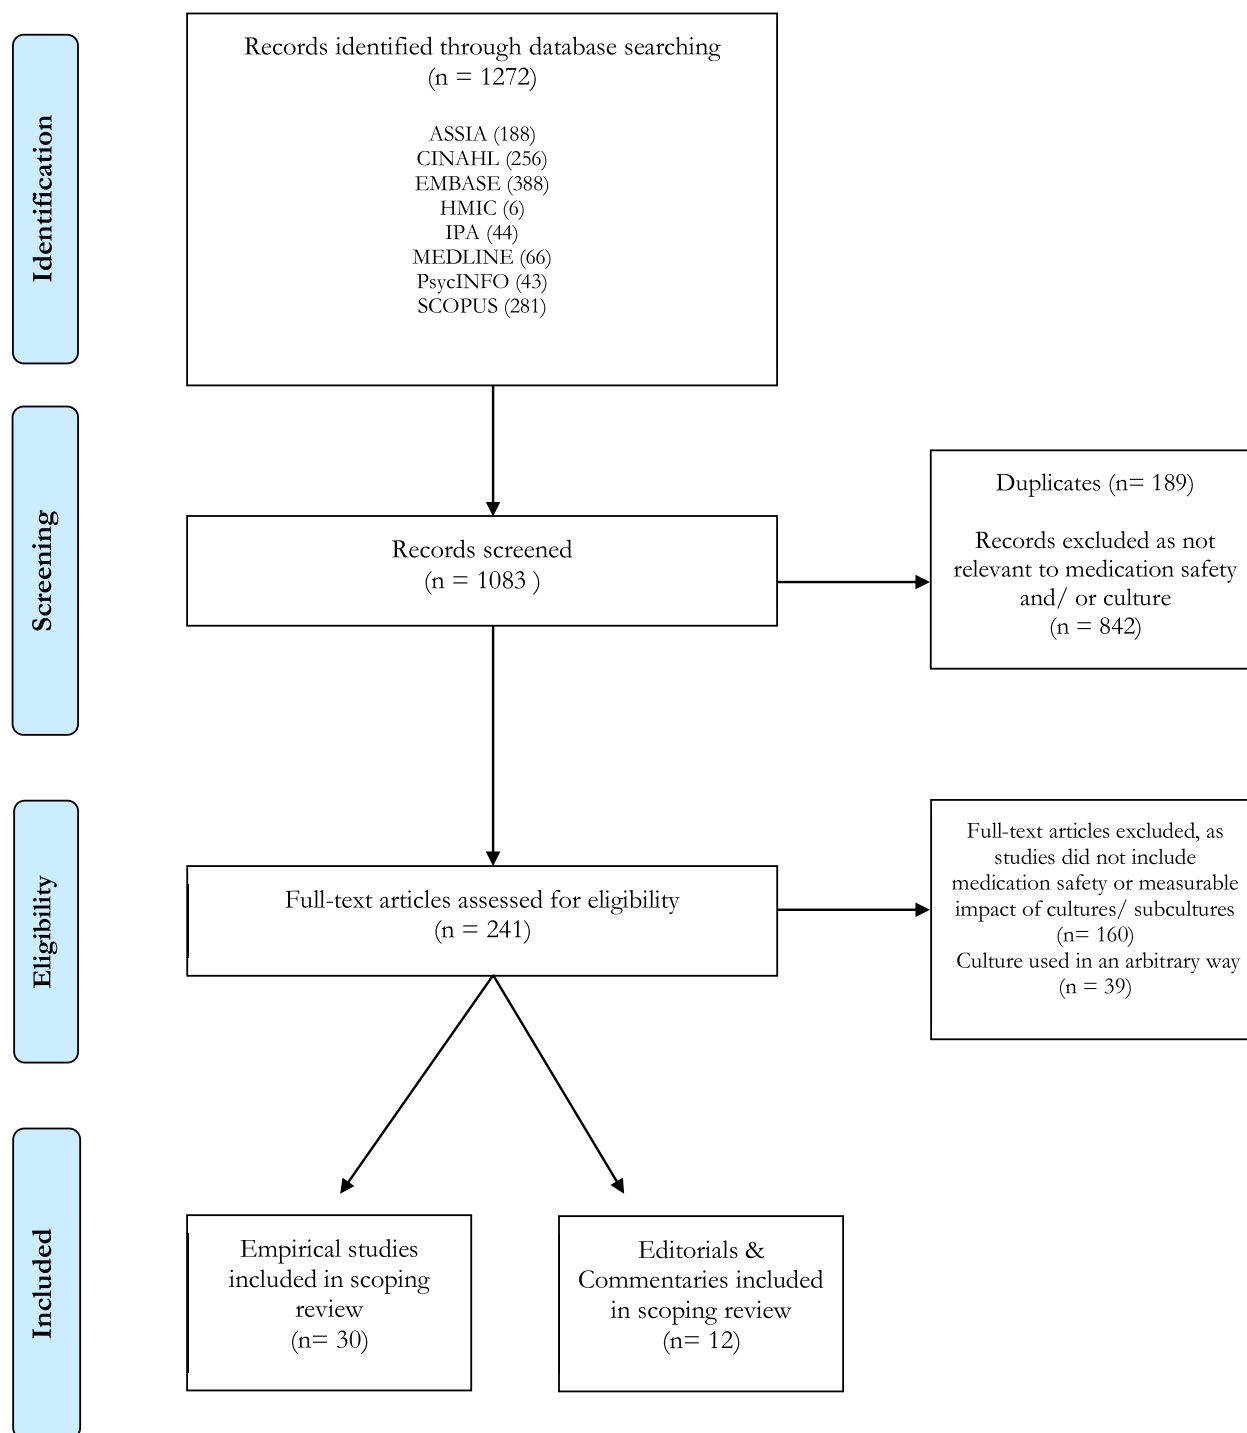 Identification
Records identified through database searching
(n = 1272)
ASSIA (188)
CINAHL (256)
EMBASE (388)
HMIC (6)
IPA (44)
MEDLINE (66)
PsycINFO (43)
SCOPUS (281)
Screening
Records screened
(n = 1083 )
Duplicates (n= 189)
Records excluded as not
relevant to medication safety
and/ or culture
(n = 842)
Eligibility
Full-text articles assessed for eligibility
(n = 241)
Full-text articles excluded, as
studies did not include
medication safety or measurable
impact of cultures/ subcultures
(n= 160)
Culture used in an arbitrary way
(n = 39)
Included
Empirical studies
included in scoping
review
(n= 30)
Editorials &
Commentaries included
in scoping review
(n= 12)